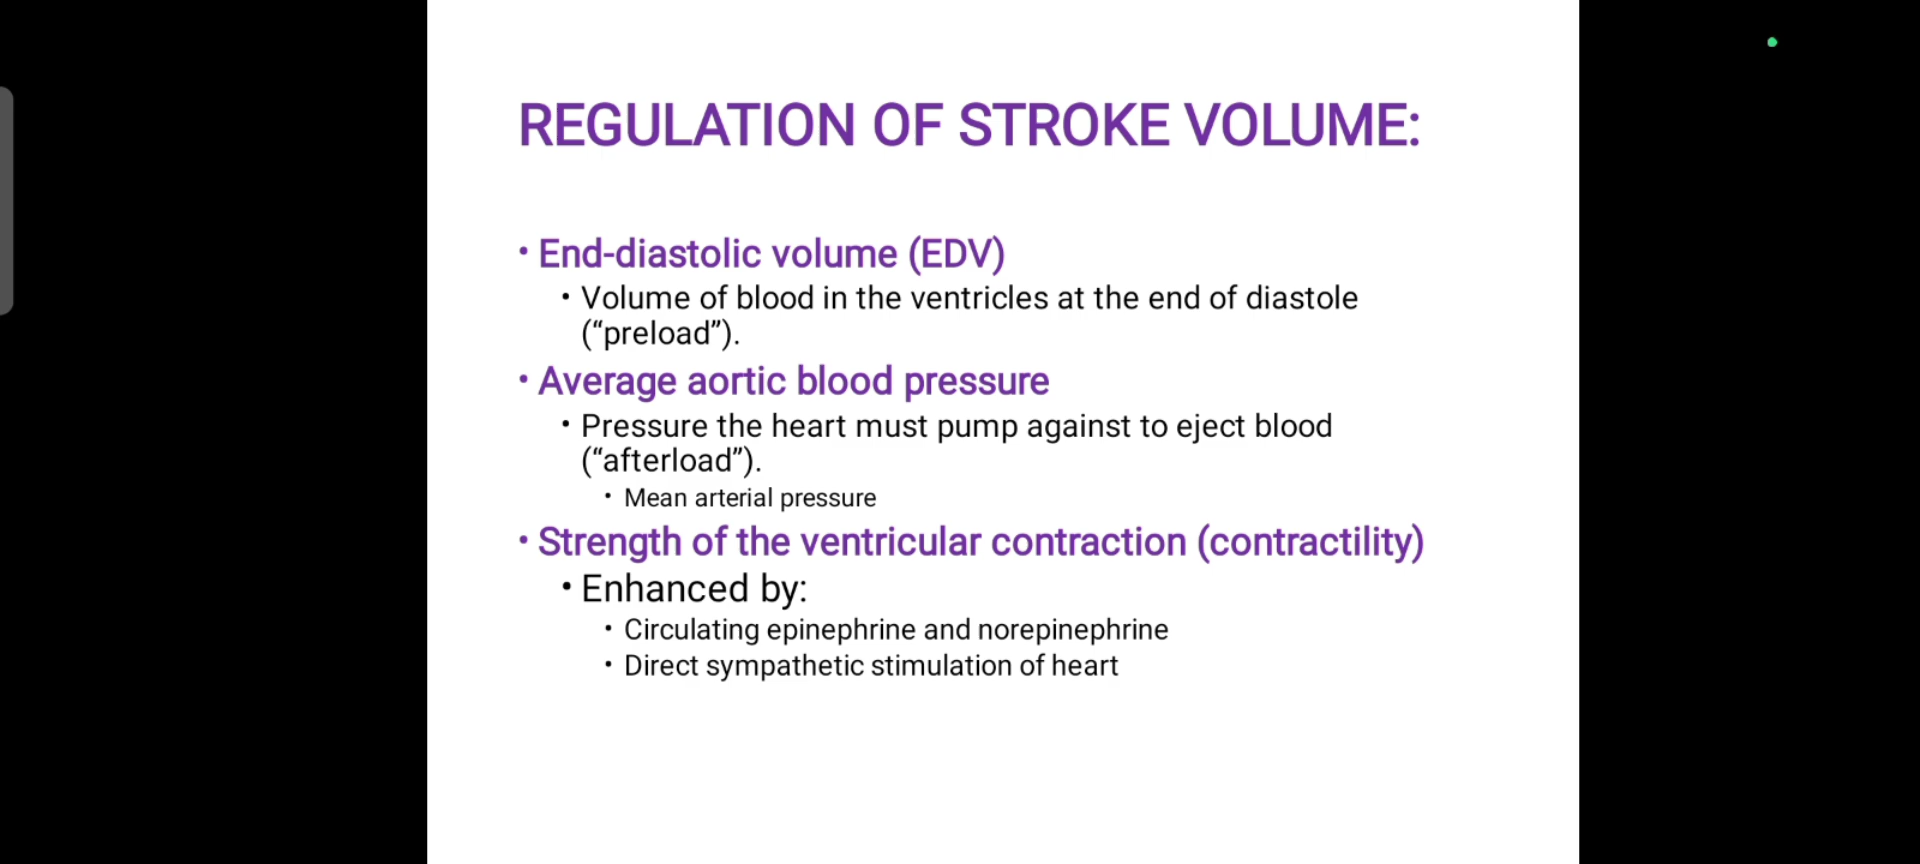 REGULATION OF STROKE VOLUME:
• End-diastolic volume (EDV)
• Volume of blood in the ventricles at the end of diastole
(“preload”).
• Average aortic blood pressure
• Pressure the heart must pump against to eject blood
(“afterload”).
• Mean arterial pressure
• Strength of the ventricular contraction (contractility)
• Enhanced by:
• Circulating epinephrine and norepinephrine
• Direct sympathetic stimulation of heart